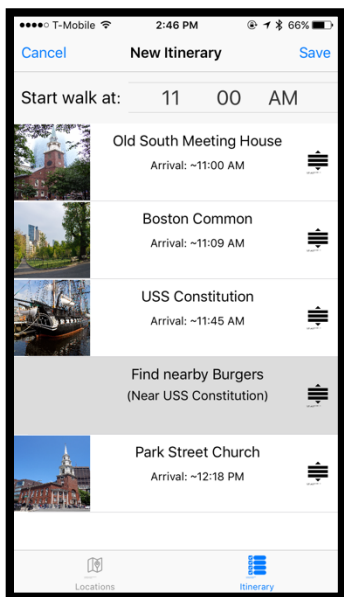 T-Mobile 2:46 PM 66%
Cancel New Itinerary Save
Start walk at: 11 00 AM
Old South Meeting House
Arrival: ~11:00 AM
Boston Common
Arrival: ~11:09 AM
USS Constitution
Arrival: ~11:45 AM
Find nearby Burgers
(Near USS Constitution)
Park Street Church
Arrival: ~12:18 PM
Locations Itinerary